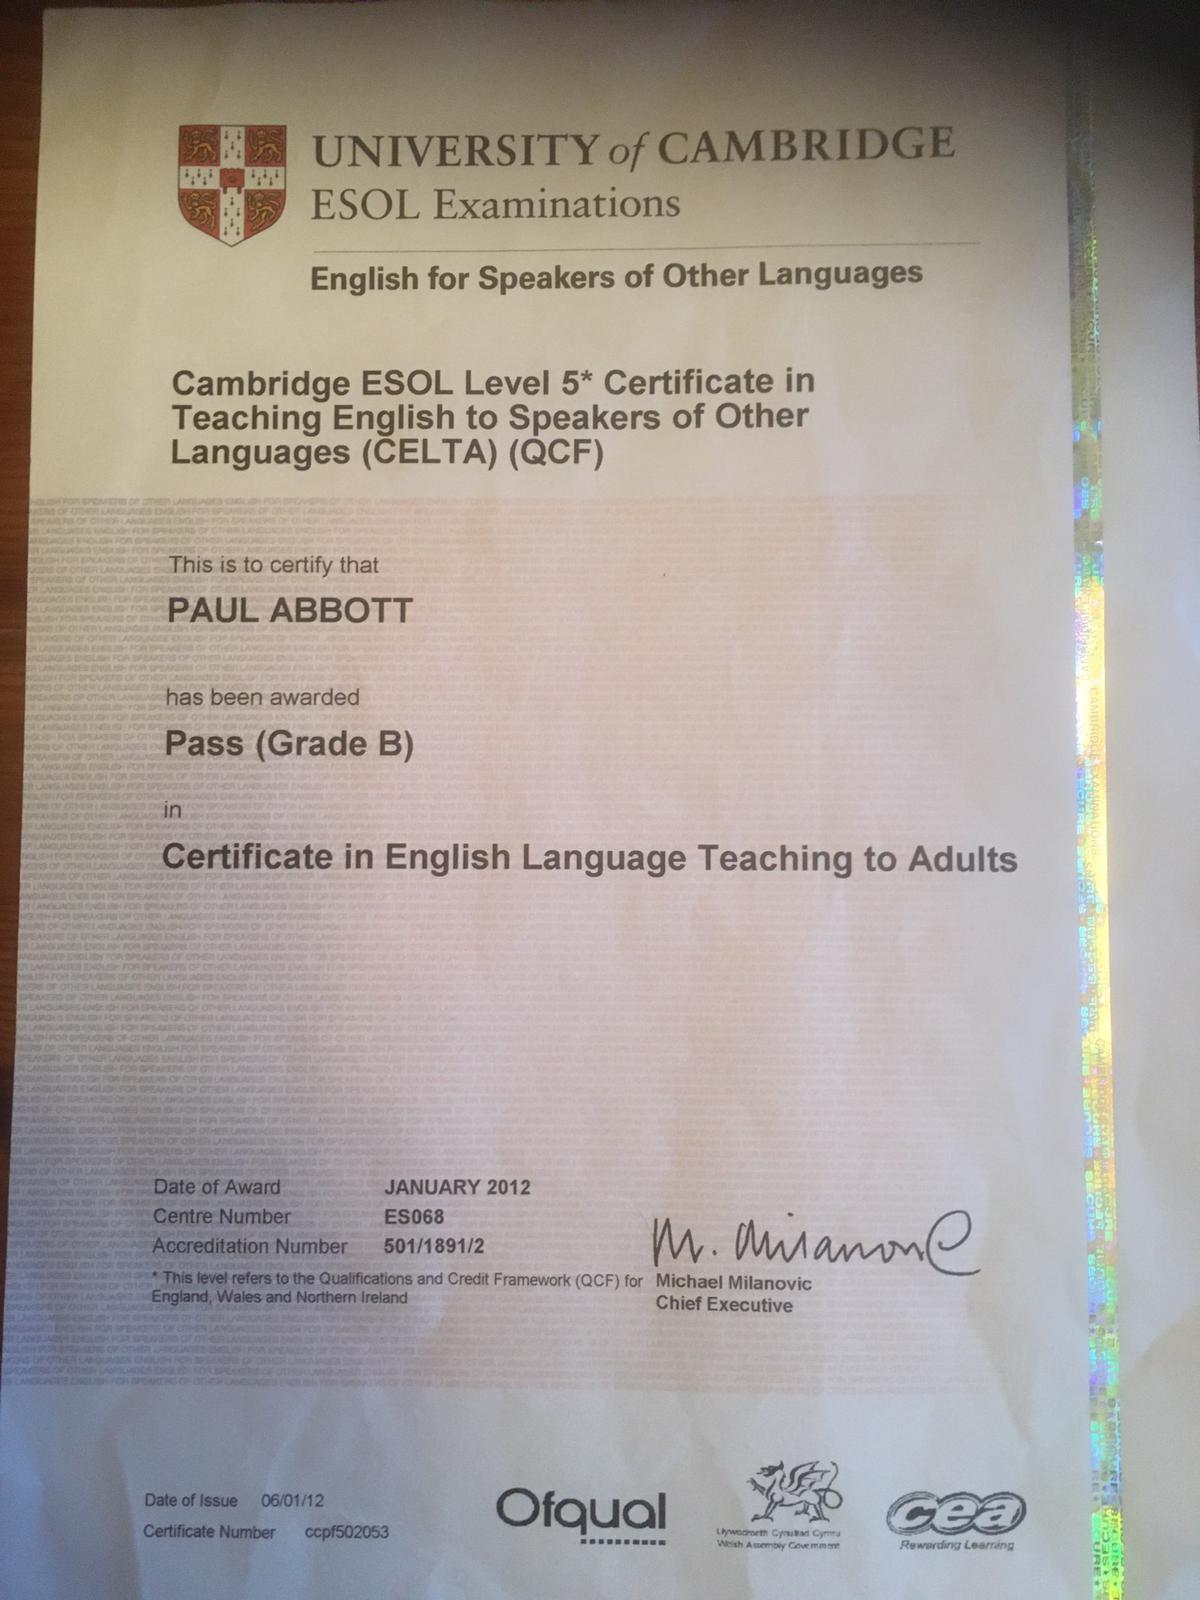 UNIVERSITY of CAMBRIDGE
ESOL Examinations
English for Speakers of Other Languages
Cambridge ESOL Level 5* Certificate in
Teaching English to Speakers of Other
Languages (CELTA) (QCF)
This is to certify that
PAUL ABBOTT
has been awarded
Pass (Grade B)
in
Certificate in English Language Teaching to Adults
Date of Award JANUARY 2012
Centre Number ES068
Accreditation Number 501/1891/2
* This level refers to the Qualifications and Credit Framework (QCF) for
England, Wales and Northern Ireland
M. Milanovic
Michael Milanovic
Chief Executive
Date of Issue 06/01/12
Certificate Number ccpf502053
Ofqual
Llywodraeth Cynulliad Cymru
Welsh Assembly Government
cea
Rewarding Learning